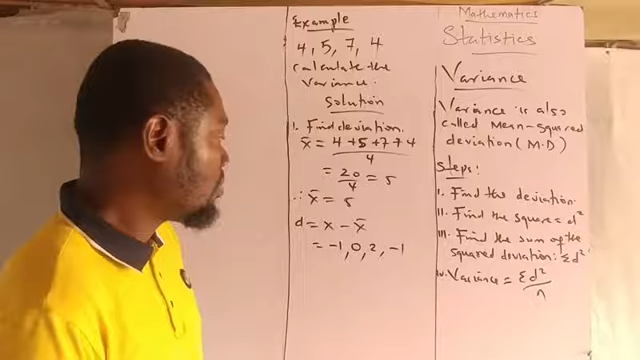 Example
4, 5, 7, 4
calculate the
variance.
Solution
1. Find deviation.
x̄ = 4+5+7+4
4
= 20/4 = 5
∴ x̄ = 5
d = x - x̄
= -1, 0, 2, -1
Mathematics
Statistics
Variance
Variance is also
called Mean-squared
deviation (M.D)
Steps:
I. Find the deviation.
II. Find the square = d²
III. Find the sum of the
squared deviation: Σd²
IV. Variance = Σd²
n